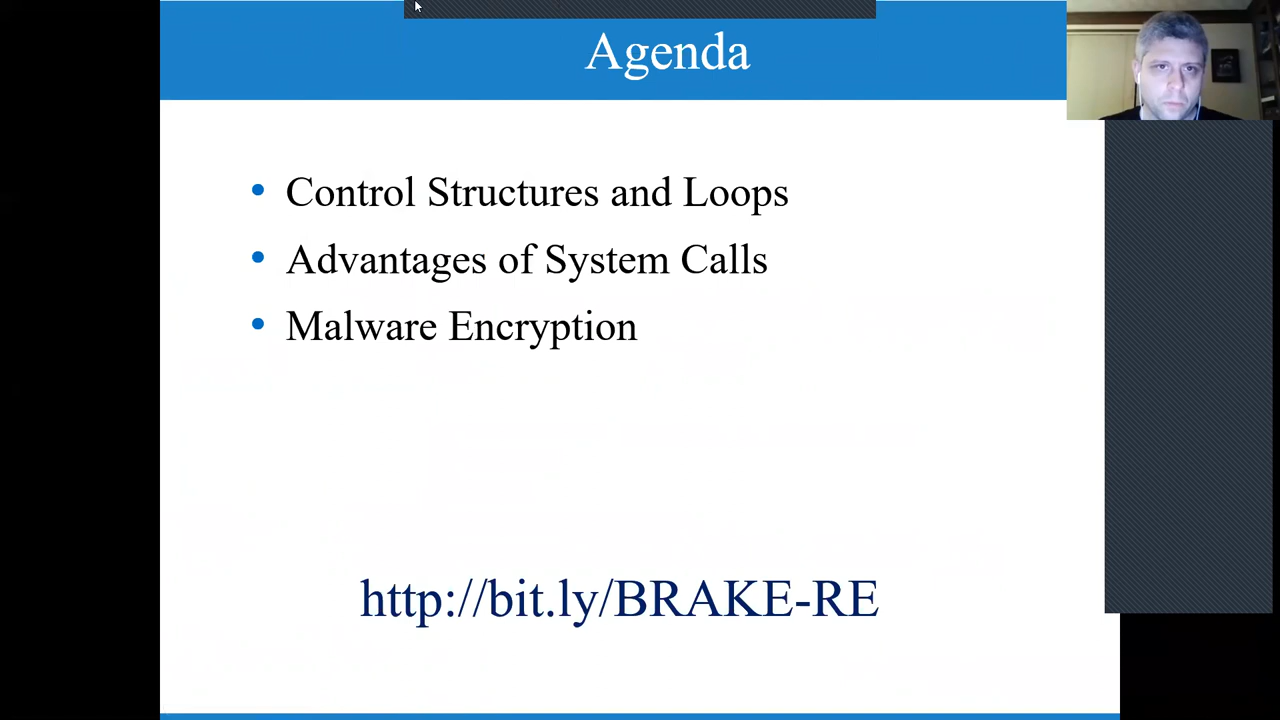 Agenda
• Control Structures and Loops
• Advantages of System Calls
• Malware Encryption
http://bit.ly/BRAKE-RE